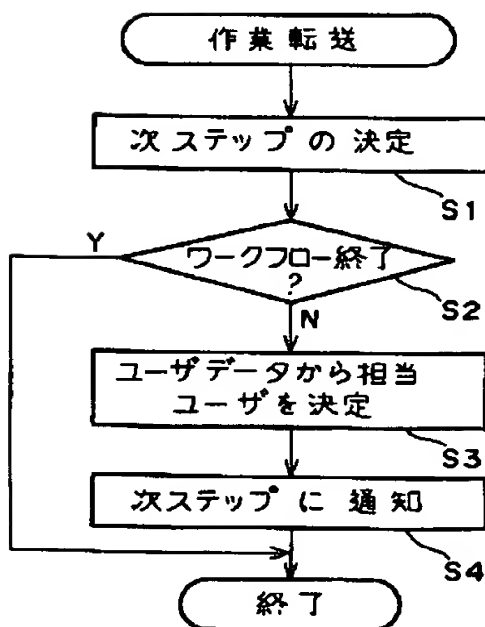 作業転送
次ステップの決定
S1
Y
ワークフロー終了
?
S2
N
ユーザデータから担当
ユーザを決定
S3
次ステップに通知
S4
終了